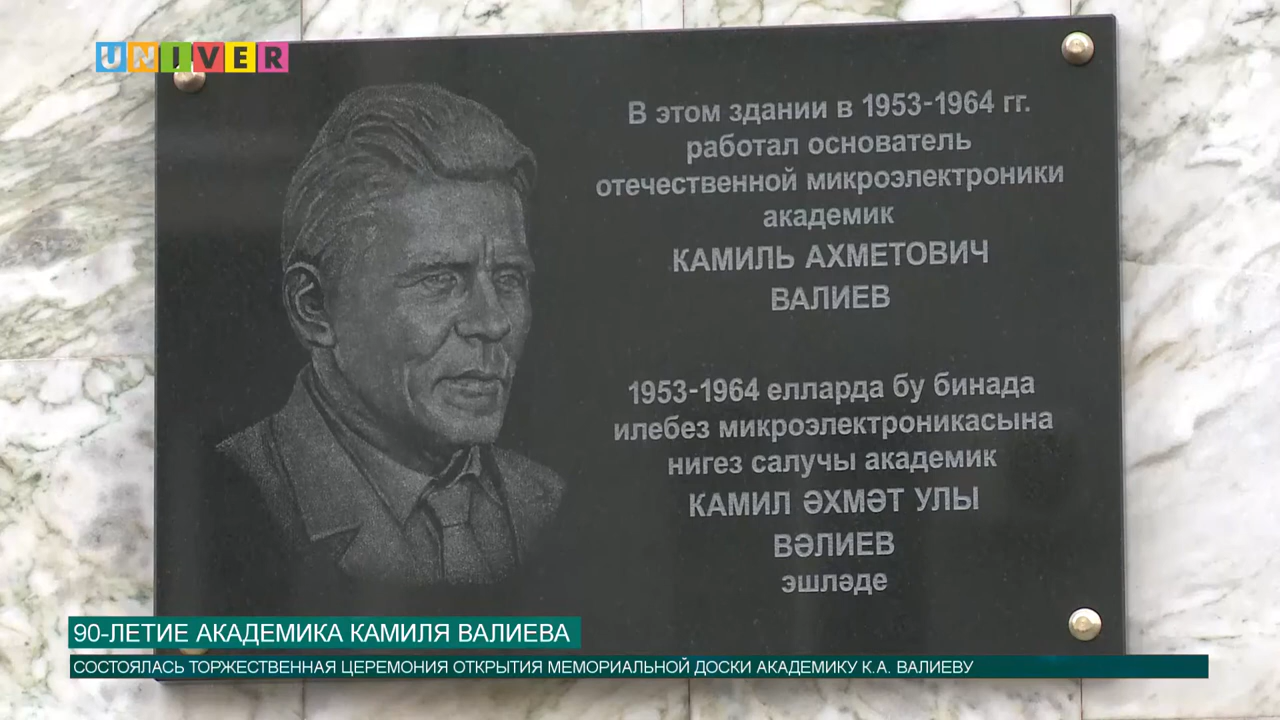 UNIVER
В этом здании в 1953-1964 гг.
работал основатель
отечественной микроэлектроники
академик
КАМИЛЬ АХМЕТОВИЧ
ВАЛИЕВ
1953-1964 елларда бу бинада
илебез микроэлектроникасына
нигез салучы академик
КАМИЛ ӘХМӘТ УЛЫ
ВӘЛИЕВ
эшләде
90-ЛЕТИЕ АКАДЕМИКА КАМИЛЯ ВАЛИЕВА
СОСТОЯЛАСЬ ТОРЖЕСТВЕННАЯ ЦЕРЕМОНИЯ ОТКРЫТИЯ МЕМОРИАЛЬНОЙ ДОСКИ АКАДЕМИКУ К.А. ВАЛИЕВУ